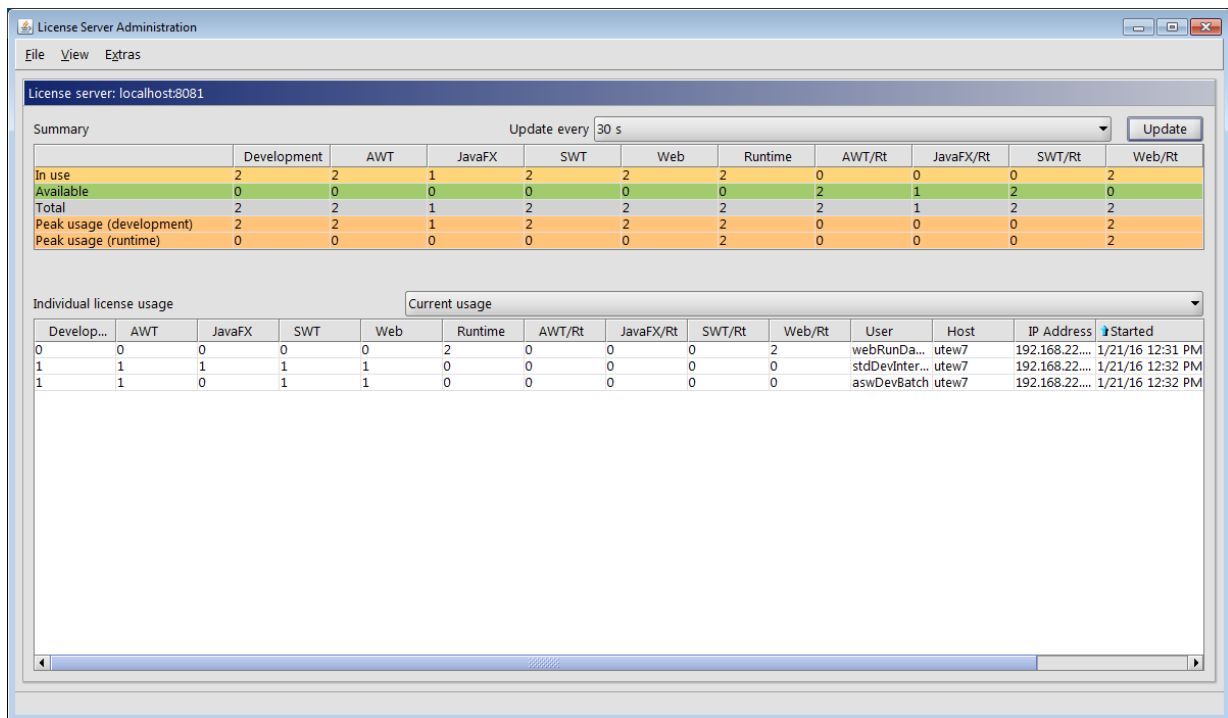 License Server Administration
File View Extras
License server: localhost:8081
Summary Update every 30 s Update
Development AWT JavaFX SWT Web Runtime AWT/Rt JavaFX/Rt SWT/Rt Web/Rt
In use 2 2 1 2 2 2 0 0 0 2
Available 0 0 0 0 0 0 2 1 2 0
Total 2 2 1 2 2 2 2 1 2 2
Peak usage (development) 2 2 1 2 2 2 0 0 0 2
Peak usage (runtime) 0 0 0 0 0 2 0 0 0 2
Individual license usage Current usage
Develop... AWT JavaFX SWT Web Runtime AWT/Rt JavaFX/Rt SWT/Rt Web/Rt User Host IP Address Started
0 0 0 0 0 2 0 0 0 2 webRunDa... utew7 192.168.22.... 1/21/16 12:31 PM
1 1 1 1 1 0 0 0 0 0 stdDevInter... utew7 192.168.22.... 1/21/16 12:32 PM
1 1 0 1 1 0 0 0 0 0 aswDevBatch utew7 192.168.22.... 1/21/16 12:32 PM